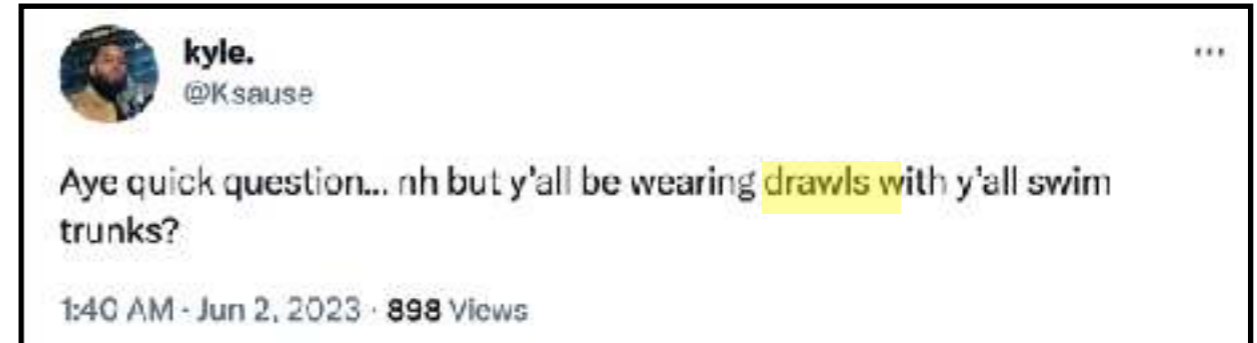 kyle.
@Ksause
Aye quick question... nh but y'all be wearing drawls with y'all swim
trunks?
1:40 AM · Jun 2, 2023 · 898 Views